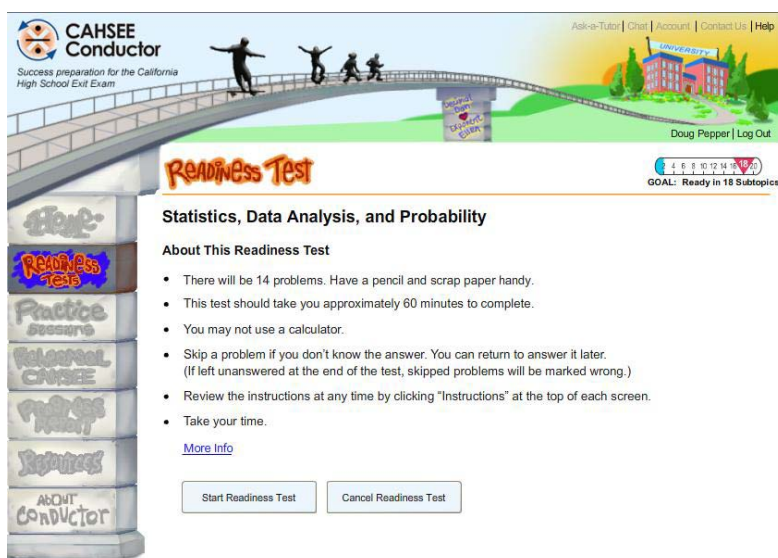 CAHSEE
Conductor
Success preparation for the California
High School Exit Exam
Ask-a-Tutor | Chat | Account | Contact Us | Help
UNIVERSITY
Decimal
Dan
Exponent
Ellen
Doug Pepper | Log Out
Readiness Test
2 4 6 8 10 12 14 16 18 20
GOAL: Ready in 18 Subtopics
Home
Readiness
Tests
Practice
Sessions
Rehearsal
CAHSEE
Progress
Report
Resources
About
Conductor
Statistics, Data Analysis, and Probability
About This Readiness Test
• There will be 14 problems. Have a pencil and scrap paper handy.
• This test should take you approximately 60 minutes to complete.
• You may not use a calculator.
• Skip a problem if you don't know the answer. You can return to answer it later.
(If left unanswered at the end of the test, skipped problems will be marked wrong.)
• Review the instructions at any time by clicking “Instructions” at the top of each screen.
• Take your time.
More Info
Start Readiness Test Cancel Readiness Test